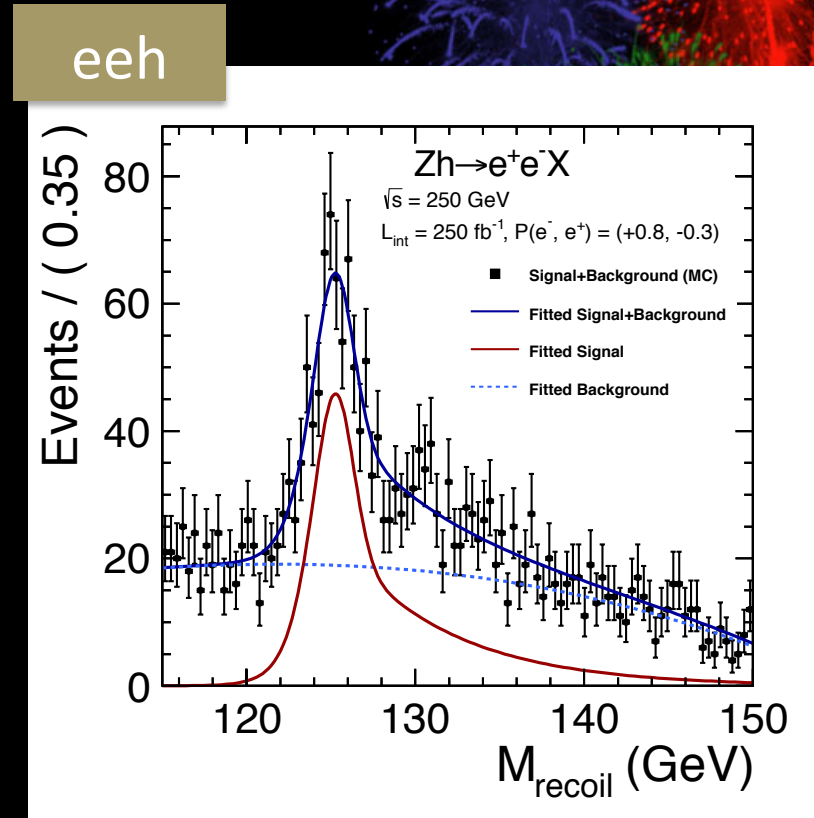 eeh
Zh→e⁺e⁻X
√s = 250 GeV
L_int = 250 fb⁻¹, P(e⁻, e⁺) = (+0.8, -0.3)
Signal+Background (MC)
Fitted Signal+Background
Fitted Signal
Fitted Background
Events / ( 0.35 )
80
60
40
20
0
120 130 140 150
M_recoil (GeV)